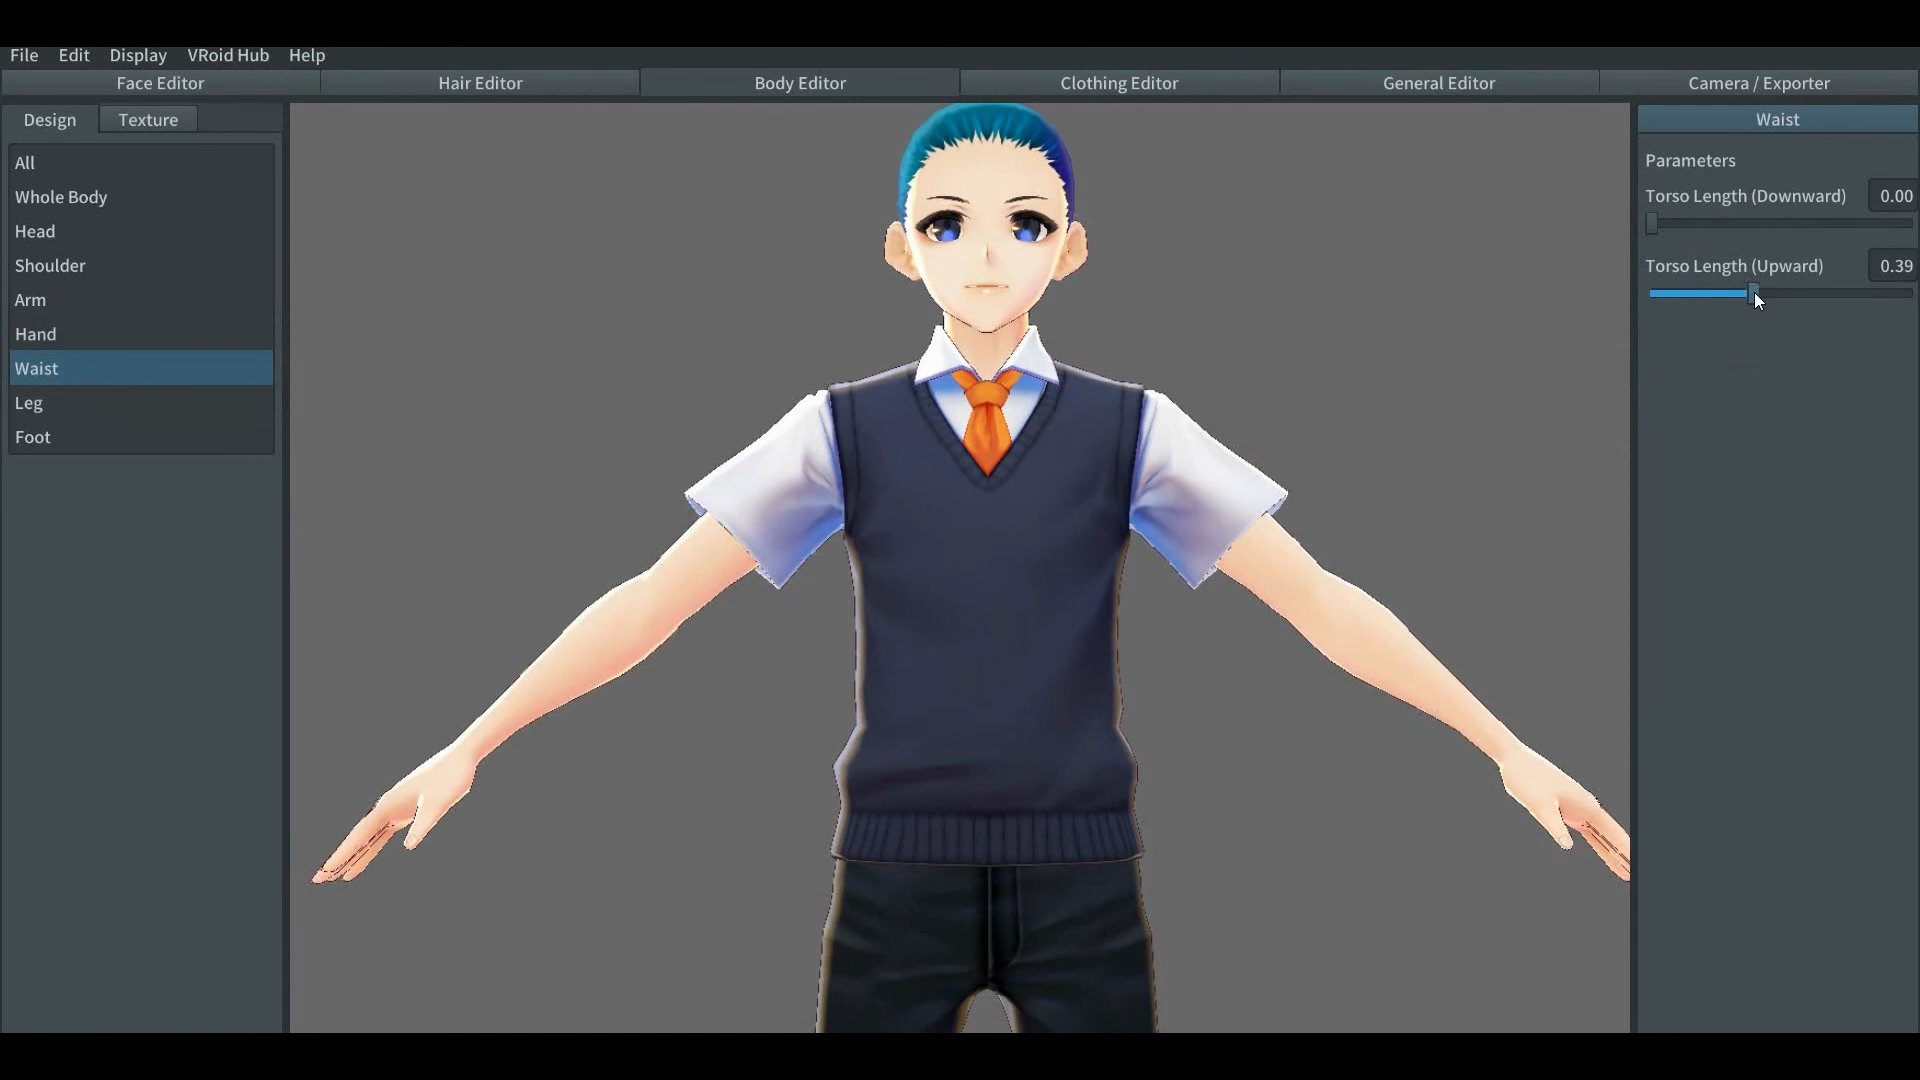 File Edit Display VRoid Hub Help
Face Editor Hair Editor Body Editor Clothing Editor General Editor Camera / Exporter
Design Texture
All
Whole Body
Head
Shoulder
Arm
Hand
Waist
Leg
Foot
Waist
Parameters
Torso Length (Downward) 0.00
Torso Length (Upward) 0.39